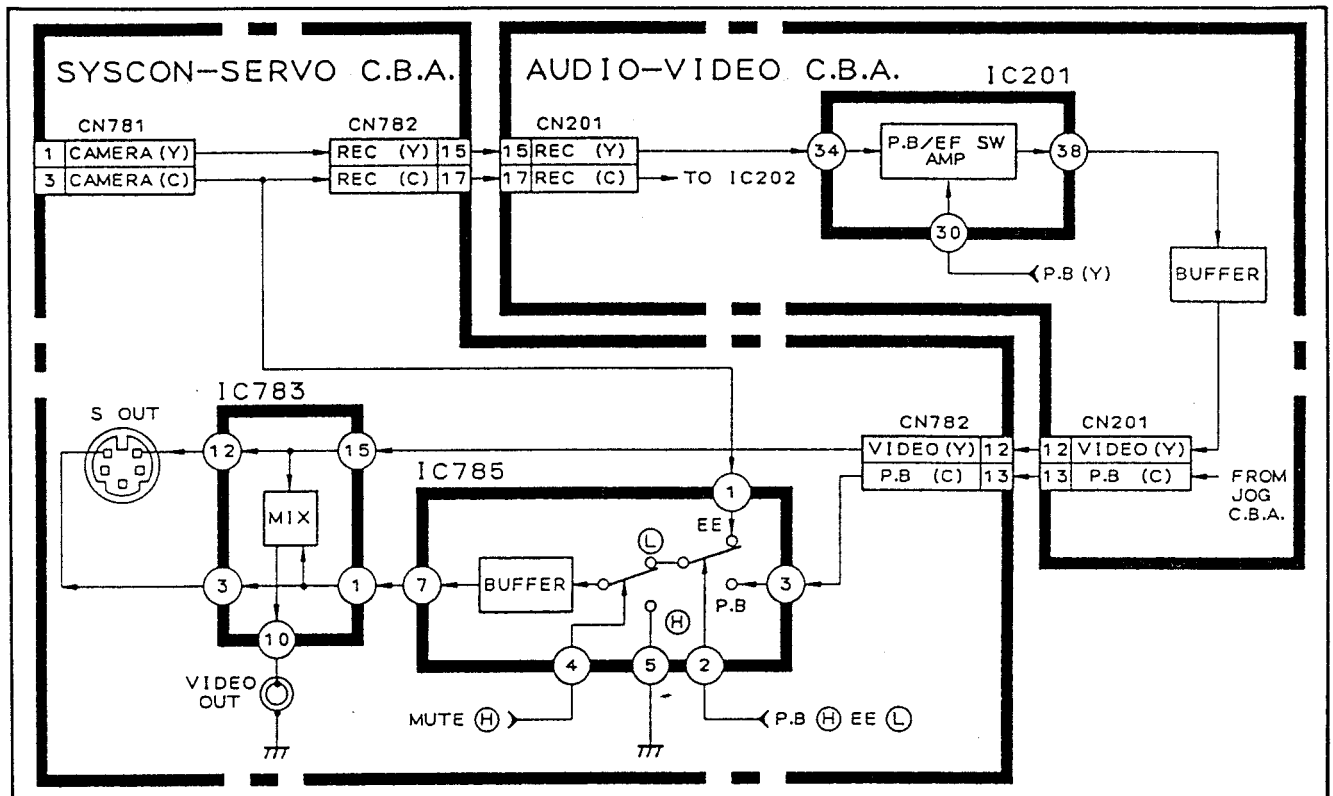 SYSCON-SERVO C.B.A.
AUDIO-VIDEO C.B.A.
IC201
CN781
CN782
CN201
1 CAMERA (Y)
3 CAMERA (C)
REC (Y) 15
REC (C) 17
15 REC (Y)
17 REC (C)
TO IC202
34
P.B/EF SW
AMP
38
30
P.B (Y)
BUFFER
IC783
S OUT
12
15
MIX
3
1
10
VIDEO
OUT
IC785
1
EE
L
BUFFER
7
P.B
3
H
4
5
2
MUTE H
P.B H EE L
CN782
CN201
VIDEO (Y) 12
P.B (C) 13
12 VIDEO (Y)
13 P.B (C)
FROM
JOG
C.B.A.